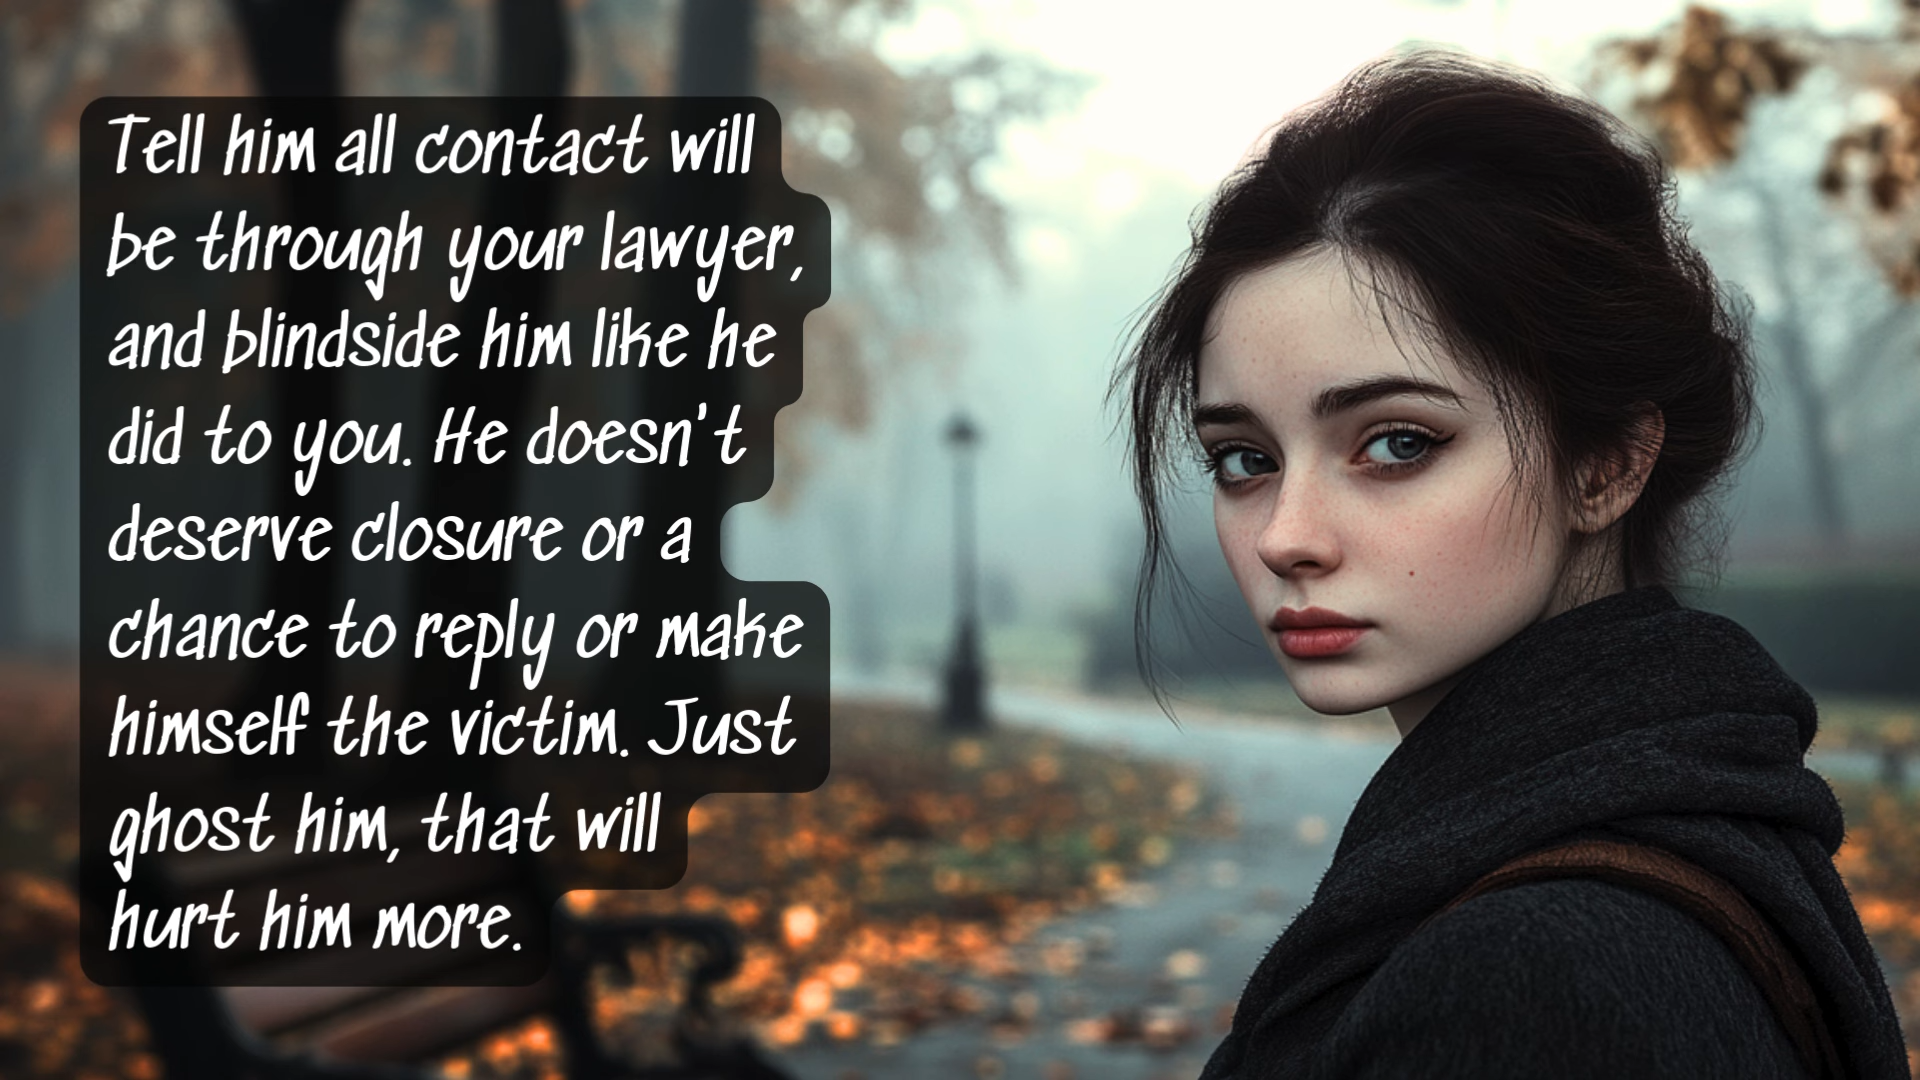 Tell him all contact will
be through your lawyer,
and blindside him like he
did to you. He doesn't
deserve closure or a
chance to reply or make
himself the victim. Just
ghost him, that will
hurt him more.